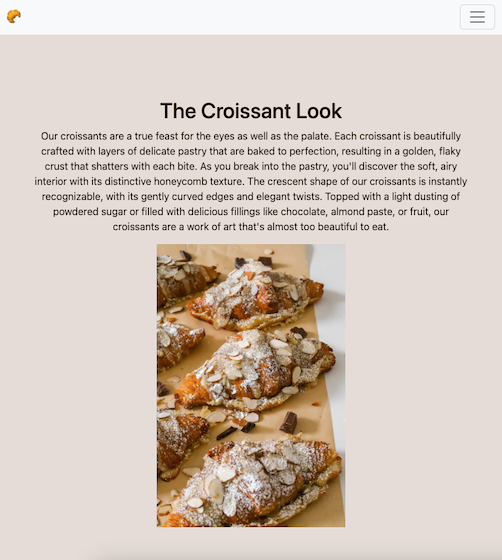 The Croissant Look
Our croissants are a true feast for the eyes as well as the palate. Each croissant is beautifully
crafted with layers of delicate pastry that are baked to perfection, resulting in a golden, flaky
crust that shatters with each bite. As you break into the pastry, you'll discover the soft, airy
interior with its distinctive honeycomb texture. The crescent shape of our croissants is instantly
recognizable, with its gently curved edges and elegant twists. Topped with a light dusting of
powdered sugar or filled with delicious fillings like chocolate, almond paste, or fruit, our
croissants are a work of art that's almost too beautiful to eat.